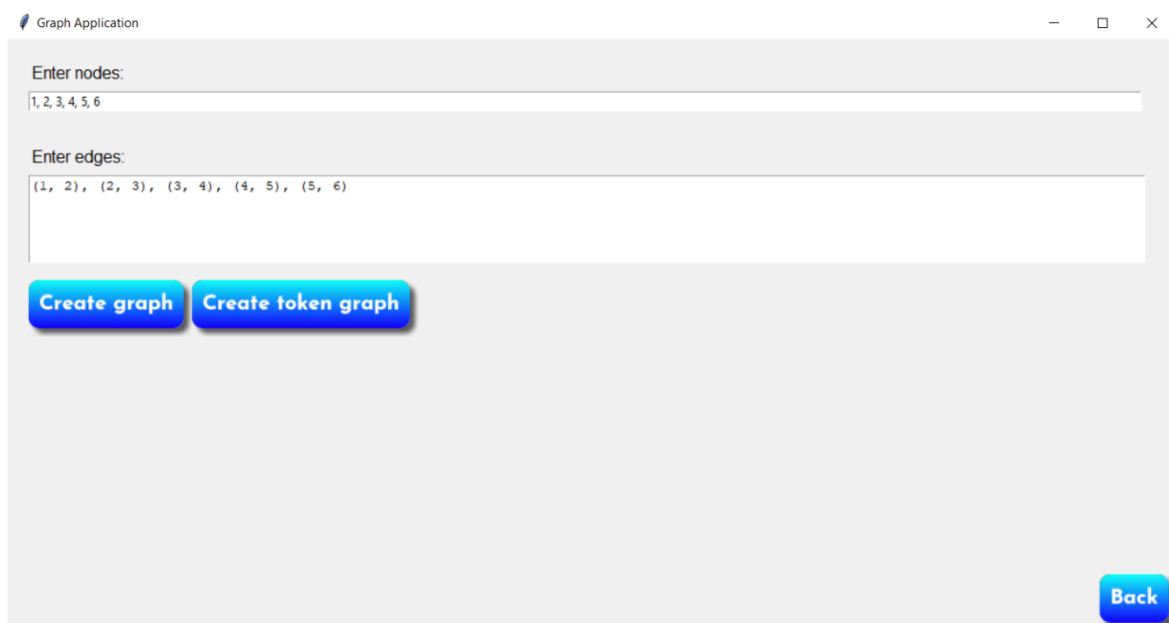 Graph Application
Enter nodes:
1, 2, 3, 4, 5, 6
Enter edges:
(1, 2), (2, 3), (3, 4), (4, 5), (5, 6)
Create graph Create token graph
Back